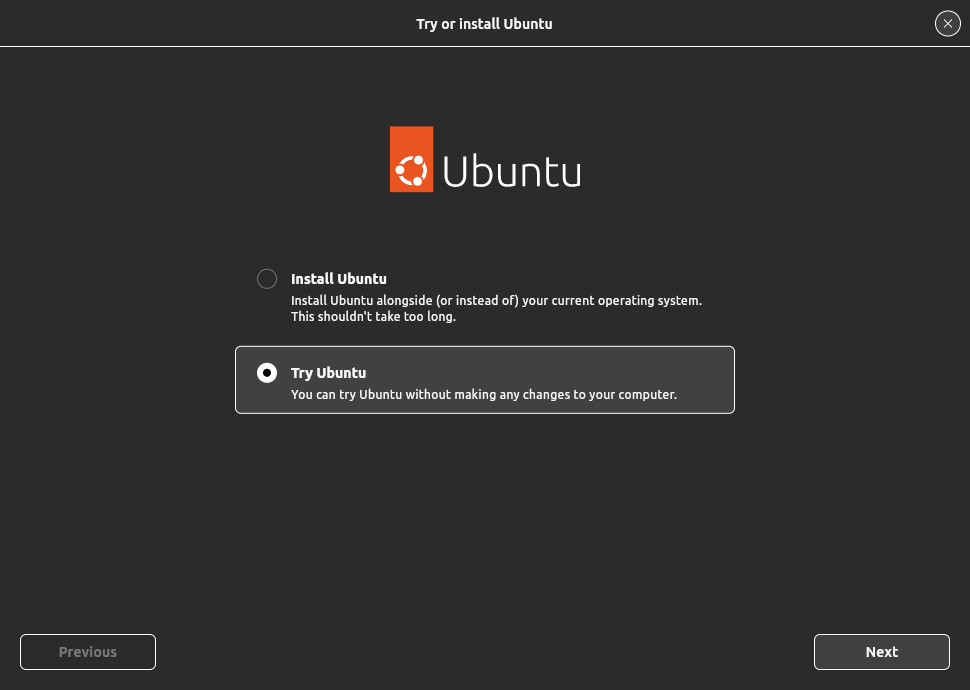 Try or install Ubuntu
Ubuntu
Install Ubuntu
Install Ubuntu alongside (or instead of) your current operating system.
This shouldn't take too long.
Try Ubuntu
You can try Ubuntu without making any changes to your computer.
Previous
Next